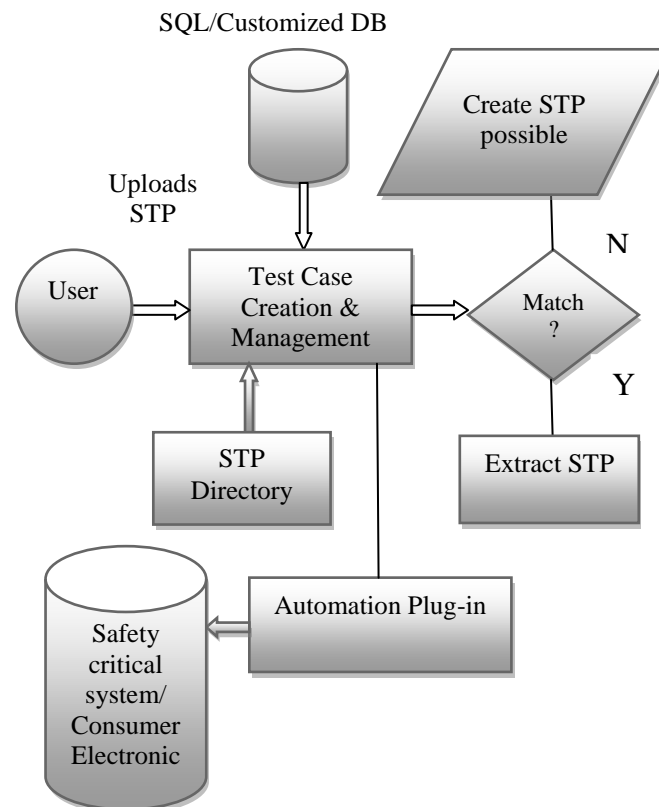 SQL/Customized DB
Create STP
possible
Uploads
STP
N
User
Test Case
Creation &
Management
Match
?
Y
STP
Directory
Extract STP
Automation Plug-in
Safety
critical
system/
Consumer
Electronic